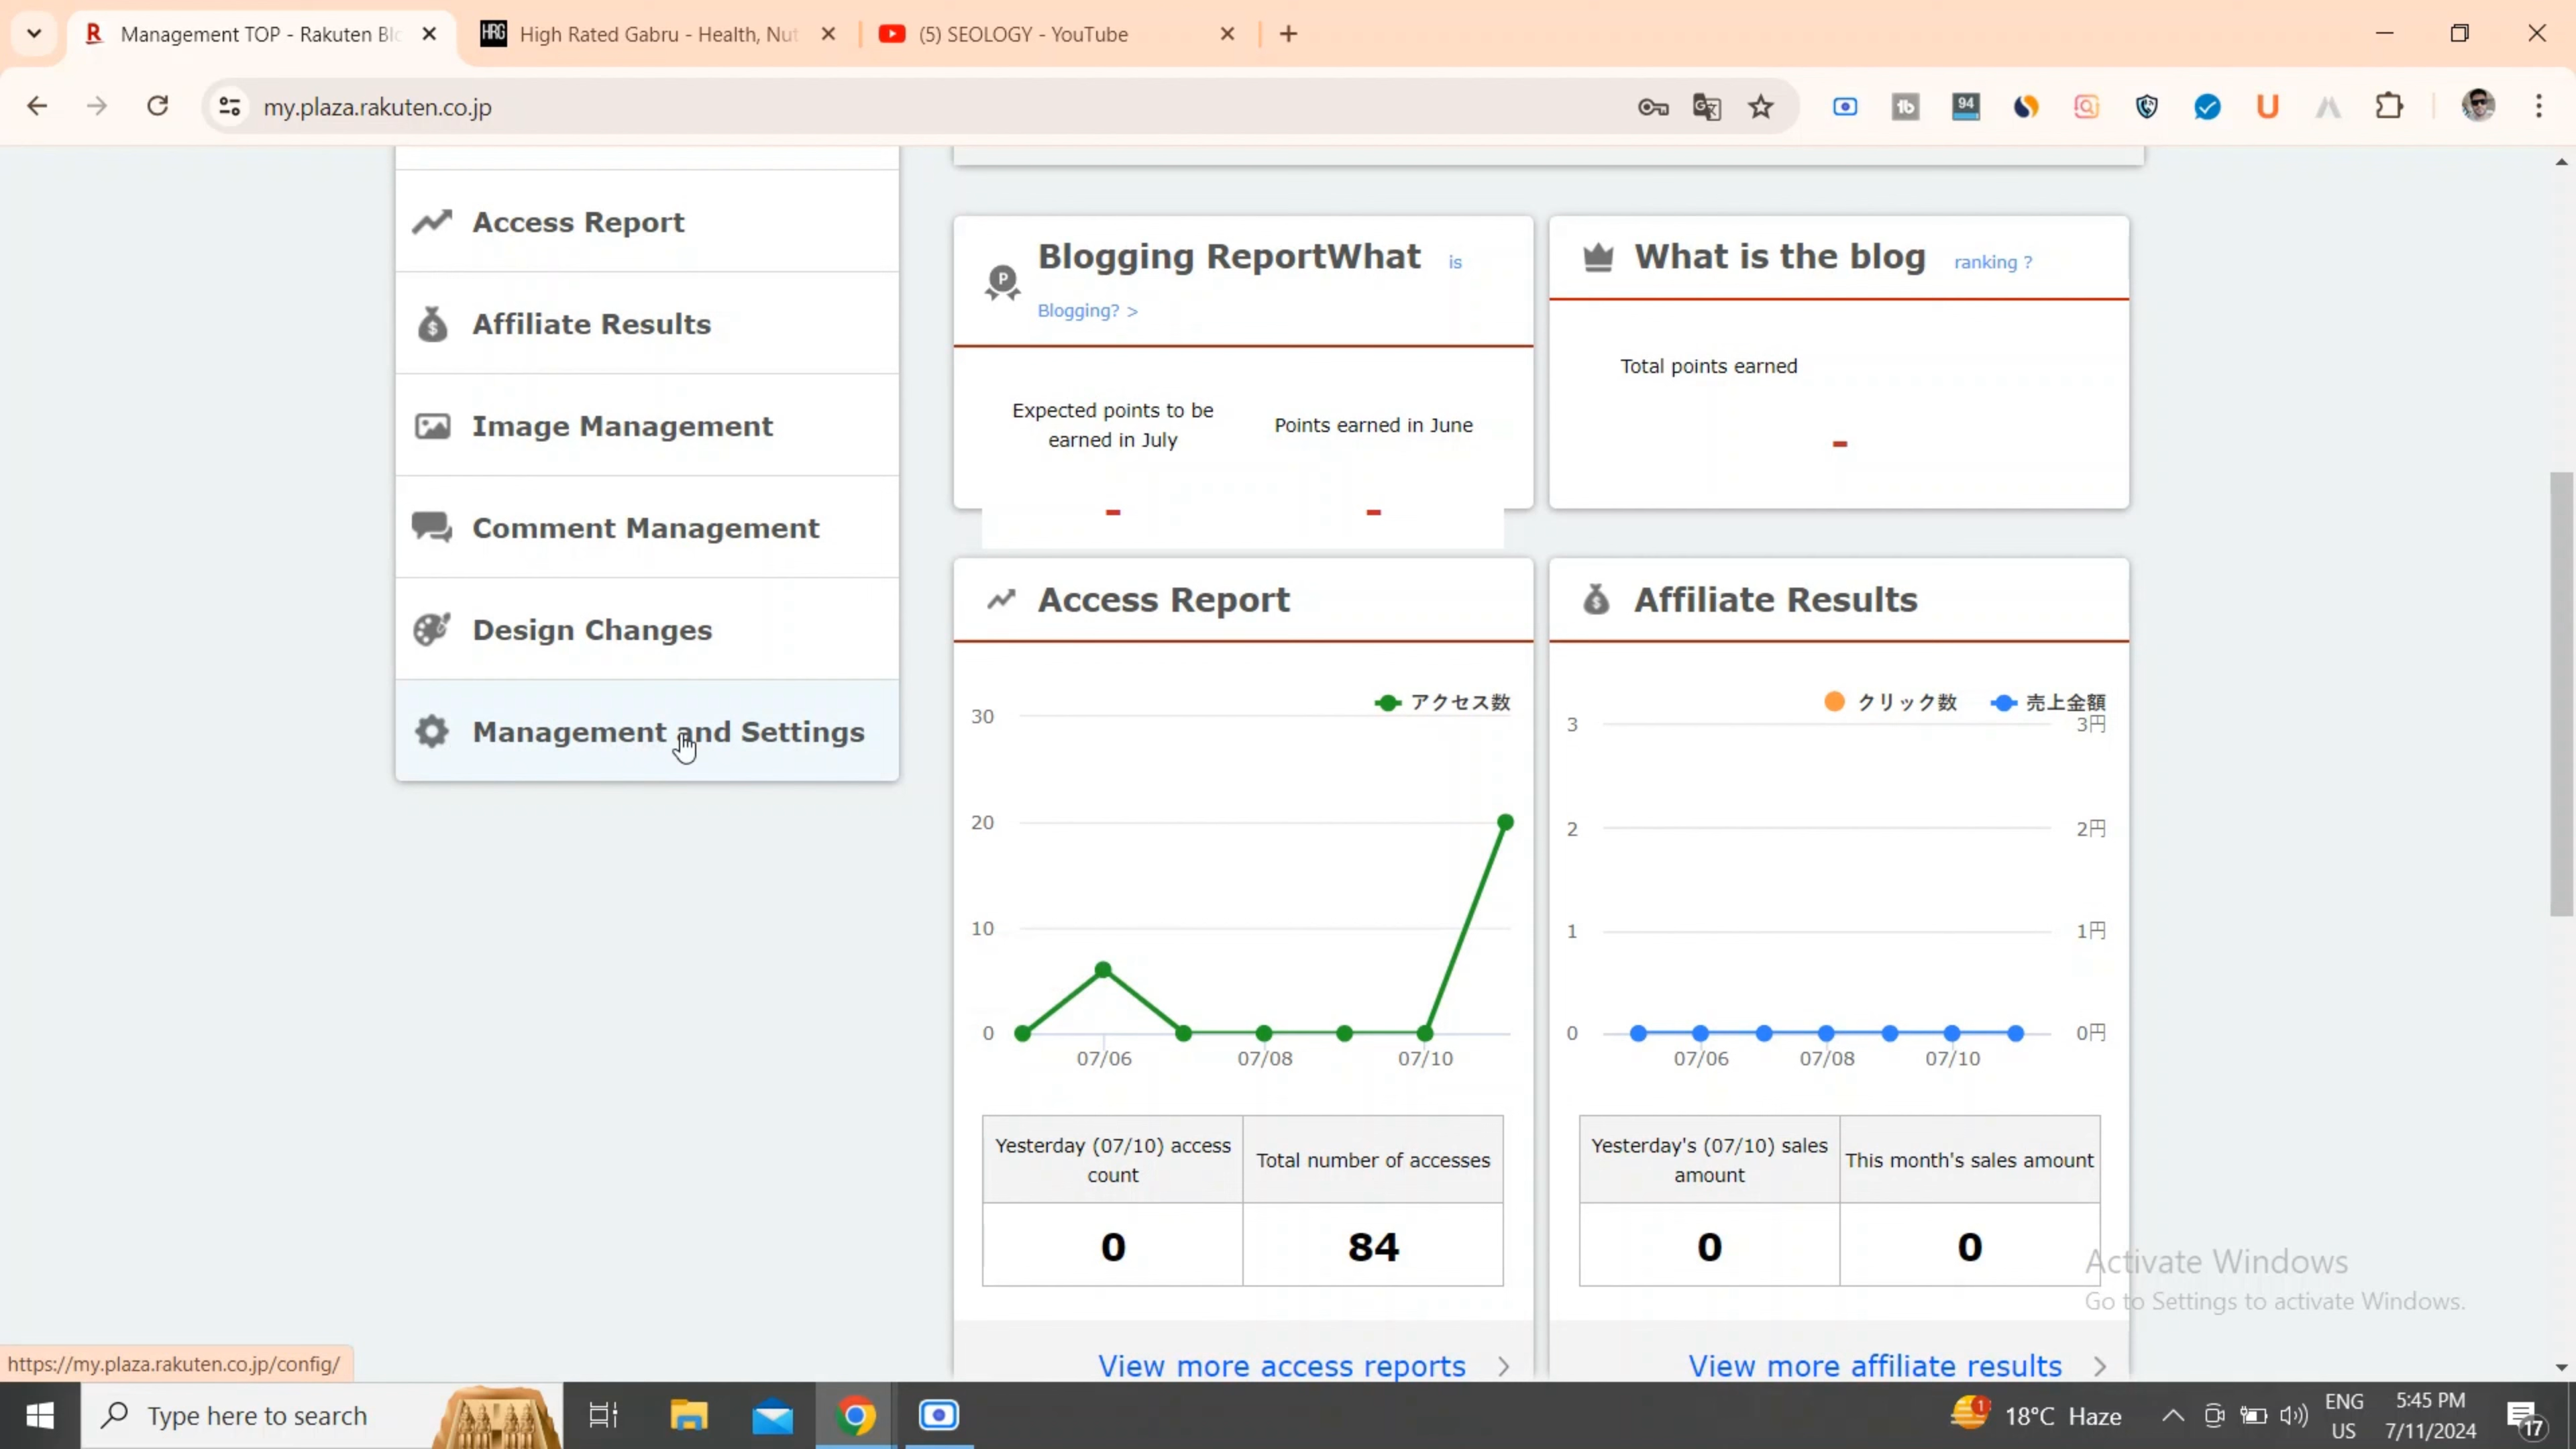 Management TOP - Rakuten Blo
High Rated Gabru - Health, Nut
(5) SEOLOGY - YouTube
my.plaza.rakuten.co.jp
94
Access Report
Affiliate Results
Image Management
Comment Management
Design Changes
Management and Settings
Blogging ReportWhat is
Blogging? >
Expected points to be
earned in July
Points earned in June
-
-
What is the blog ranking ?
Total points earned
-
Access Report
アクセス数
30
20
10
0
07/06
07/08
07/10
Yesterday (07/10) access
count
Total number of accesses
0
84
View more access reports
Affiliate Results
クリック数
売上金額
3
3円
2
2円
1
1円
0
0円
07/06
07/08
07/10
Yesterday's (07/10) sales
amount
This month's sales amount
0
0
View more affiliate results
Activate Windows
Go to Settings to activate Windows.
https://my.plaza.rakuten.co.jp/config/
Type here to search
1
18°C Haze
ENG
US
5:45 PM
7/11/2024
17